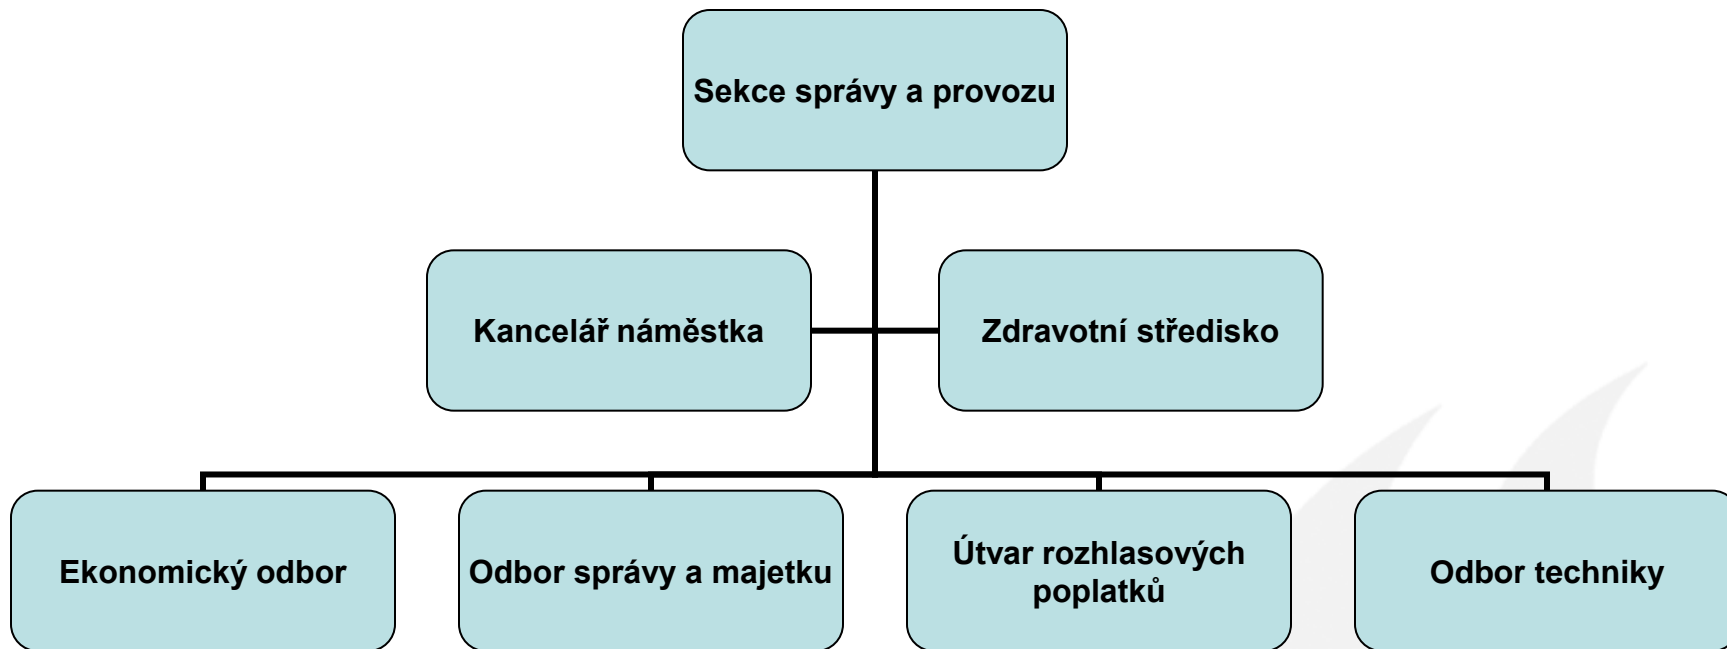 Sekce správy a provozu
Kancelář náměstka
Zdravotní středisko
Ekonomický odbor
Odbor správy a majetku
Útvar rozhlasových
poplatků
Odbor techniky